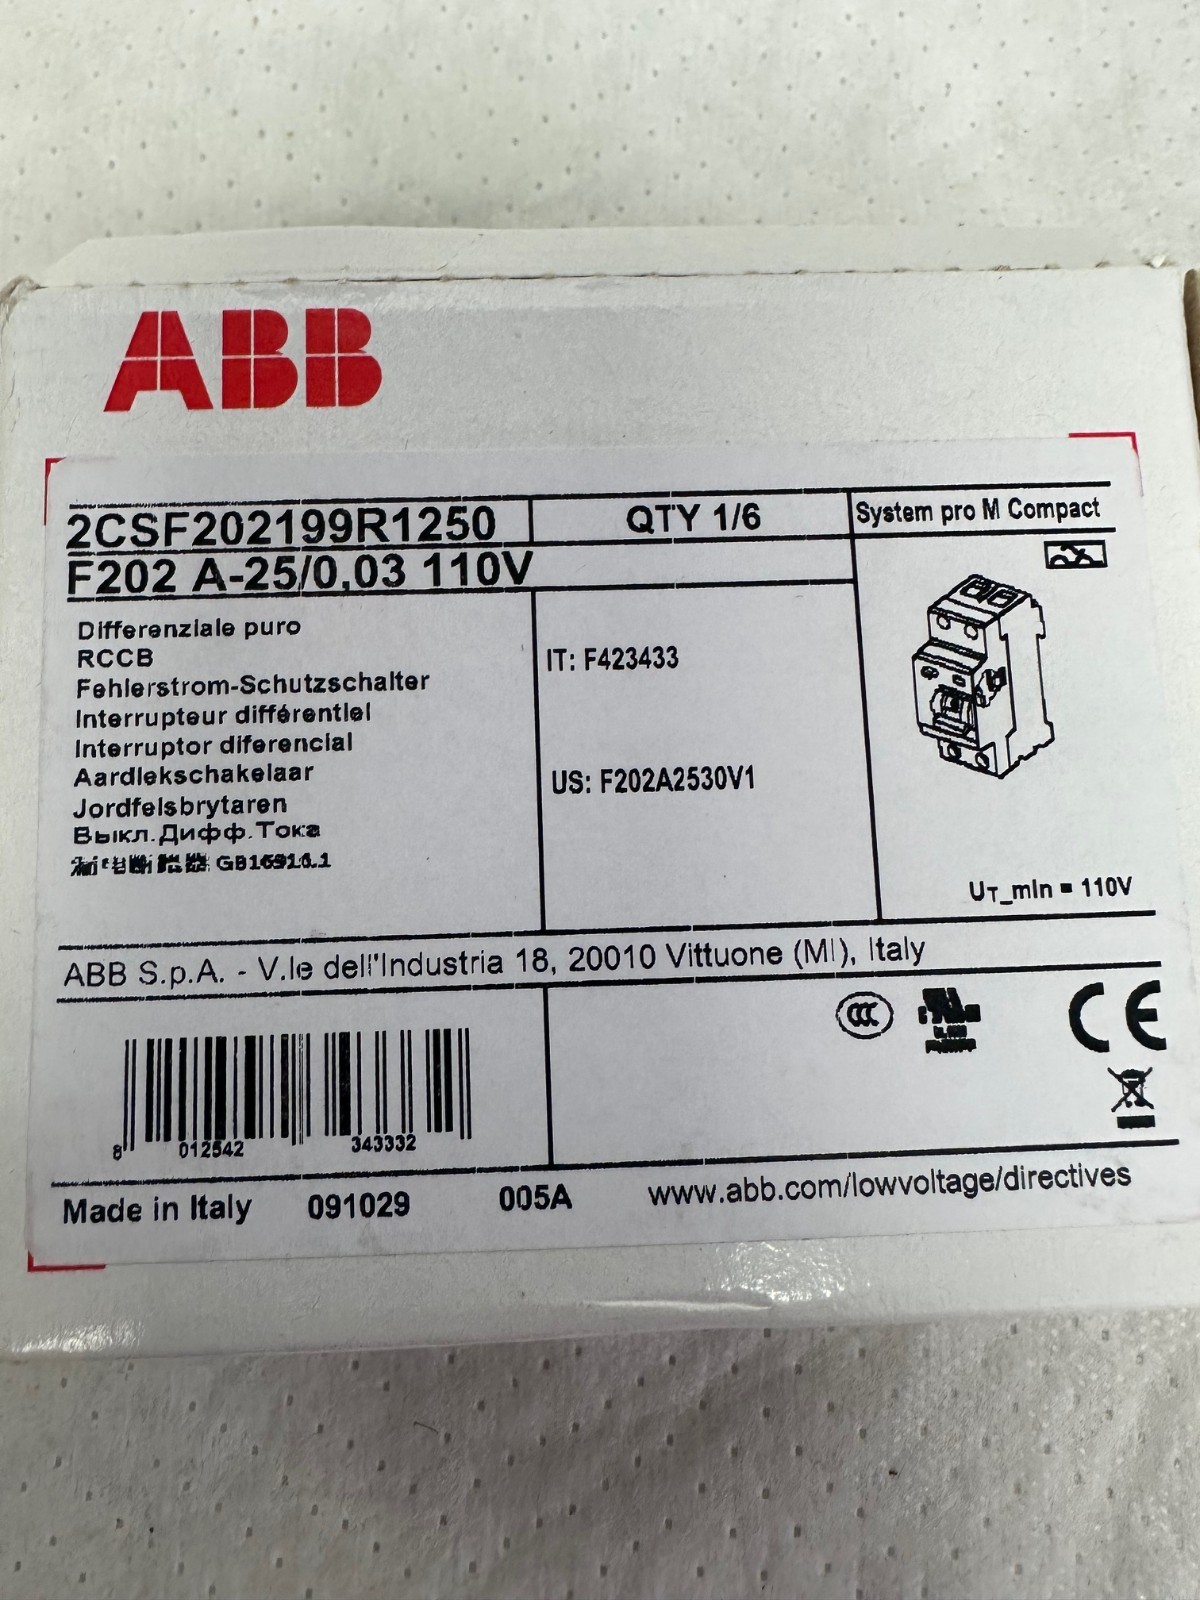 ABB
2CSF202199R1250
QTY 1/6
System pro M Compact
F202 A-25/0,03 110V
Differenziale puro
RCCB
Fehlerstrom-Schutzschalter
Interrupteur différentiel
Interruptor diferencial
Aardlekschakelaar
Jordfelsbrytaren
Выкл.Дифф.Тока
GB16916.1
IT: F423433
US: F202A2530V1
UT_min = 110V
ABB S.p.A. - V.le dell'Industria 18, 20010 Vittuone (MI), Italy
CCC
CE
8 012542 343332
Made in Italy 091029 005A www.abb.com/lowvoltage/directives